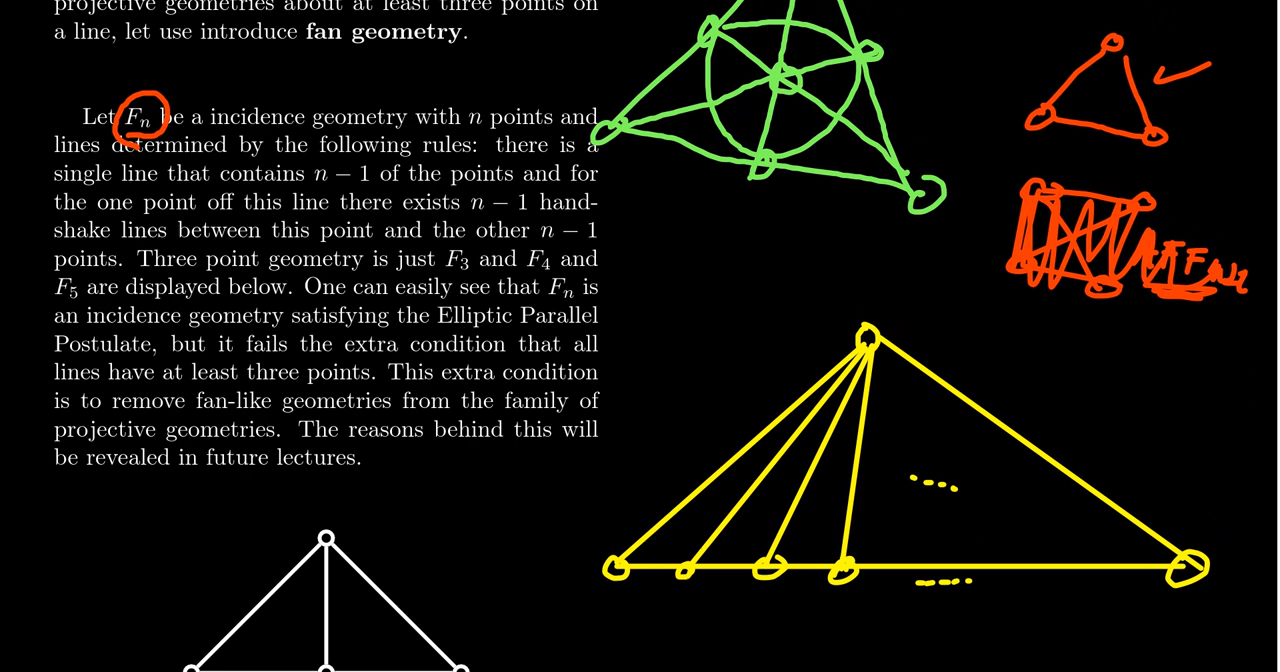 projective geometries about at least three points on
a line, let use introduce fan geometry.
Let Fₙ be a incidence geometry with n points and
lines determined by the following rules: there is a
single line that contains n − 1 of the points and for
the one point off this line there exists n − 1 hand-
shake lines between this point and the other n − 1
points. Three point geometry is just F₃ and F₄ and
F₅ are displayed below. One can easily see that Fₙ is
an incidence geometry satisfying the Elliptic Parallel
Postulate, but it fails the extra condition that all
lines have at least three points. This extra condition
is to remove fan-like geometries from the family of
projective geometries. The reasons behind this will
be revealed in future lectures.